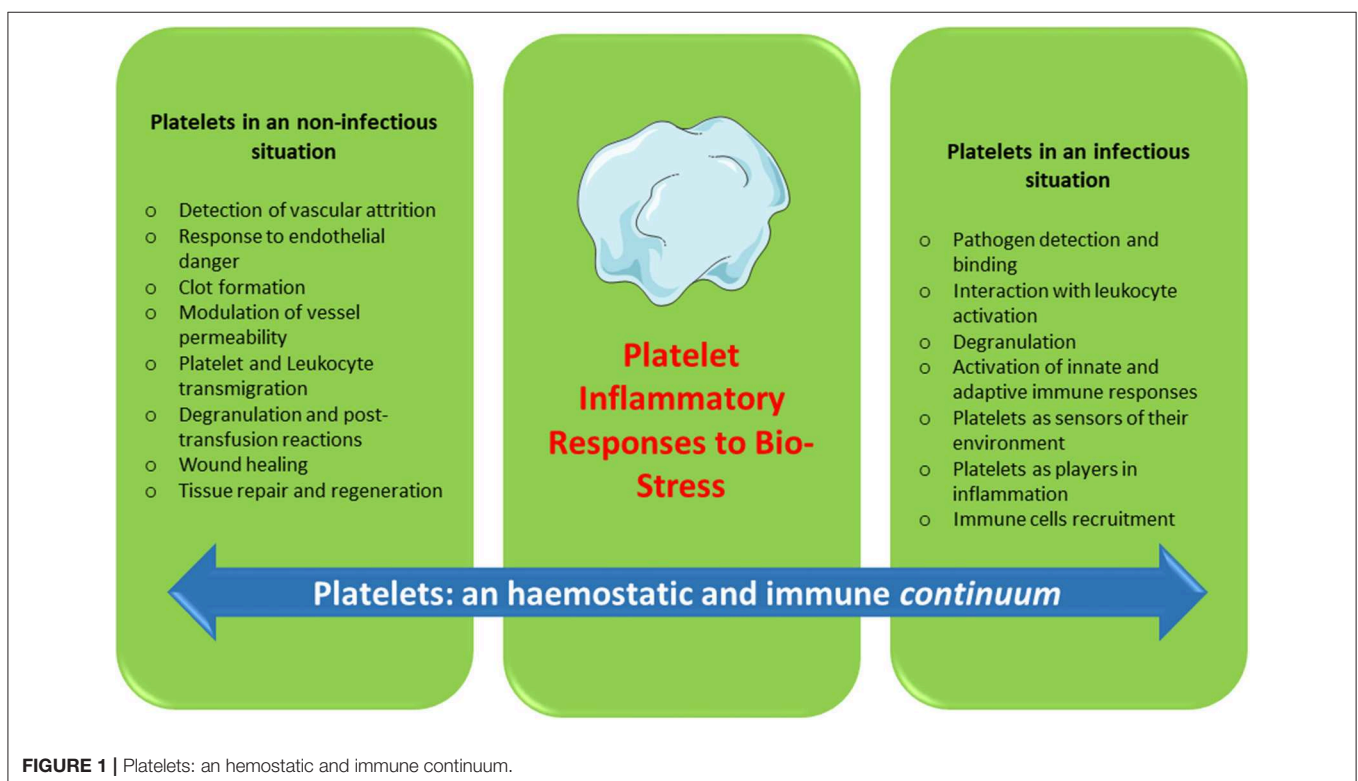 Platelets in an non-infectious
situation
o Detection of vascular attrition
o Response to endothelial
danger
o Clot formation
o Modulation of vessel
permeability
o Platelet and Leukocyte
transmigration
o Degranulation and post-
transfusion reactions
o Wound healing
o Tissue repair and regeneration
Platelet
Inflammatory
Responses to Bio-
Stress
Platelets in an infectious
situation
o Pathogen detection and
binding
o Interaction with leukocyte
activation
o Degranulation
o Activation of innate and
adaptive immune responses
o Platelets as sensors of their
environment
o Platelets as players in
inflammation
o Immune cells recruitment
Platelets: an haemostatic and immune continuum
FIGURE 1 | Platelets: an hemostatic and immune continuum.